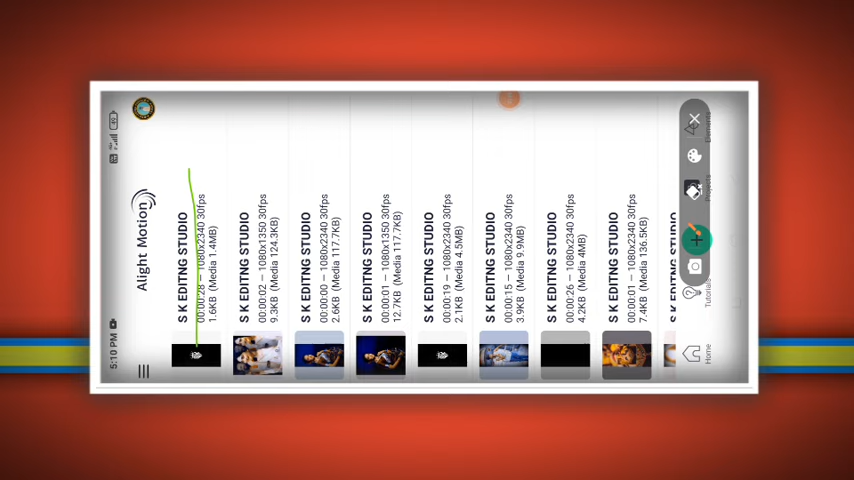 5:10 PM
49
Alight Motion
S K EDITNG STUDIO
00:00:28 – 1080x2340 30fps
1.6KB (Media 1.4MB)
S K EDITNG STUDIO
00:00:02 – 1080x1350 30fps
9.3KB (Media 124.3KB)
S K EDITNG STUDIO
00:00:00 – 1080x2340 30fps
2.6KB (Media 117.7KB)
S K EDITNG STUDIO
00:00:01 – 1080x1350 30fps
12.7KB (Media 117.7KB)
S K EDITNG STUDIO
00:00:19 – 1080x2340 30fps
2.1KB (Media 4.5MB)
S K EDITNG STUDIO
00:00:15 – 1080x2340 30fps
3.9KB (Media 9.9MB)
S K EDITNG STUDIO
00:00:26 – 1080x2340 30fps
4.2KB (Media 4MB)
S K EDITNG STUDIO
00:00:01 – 1080x2340 30fps
7.4KB (Media 136.5KB)
S K EDITNG STUDIO
Home
Tutorials
Projects
Elements